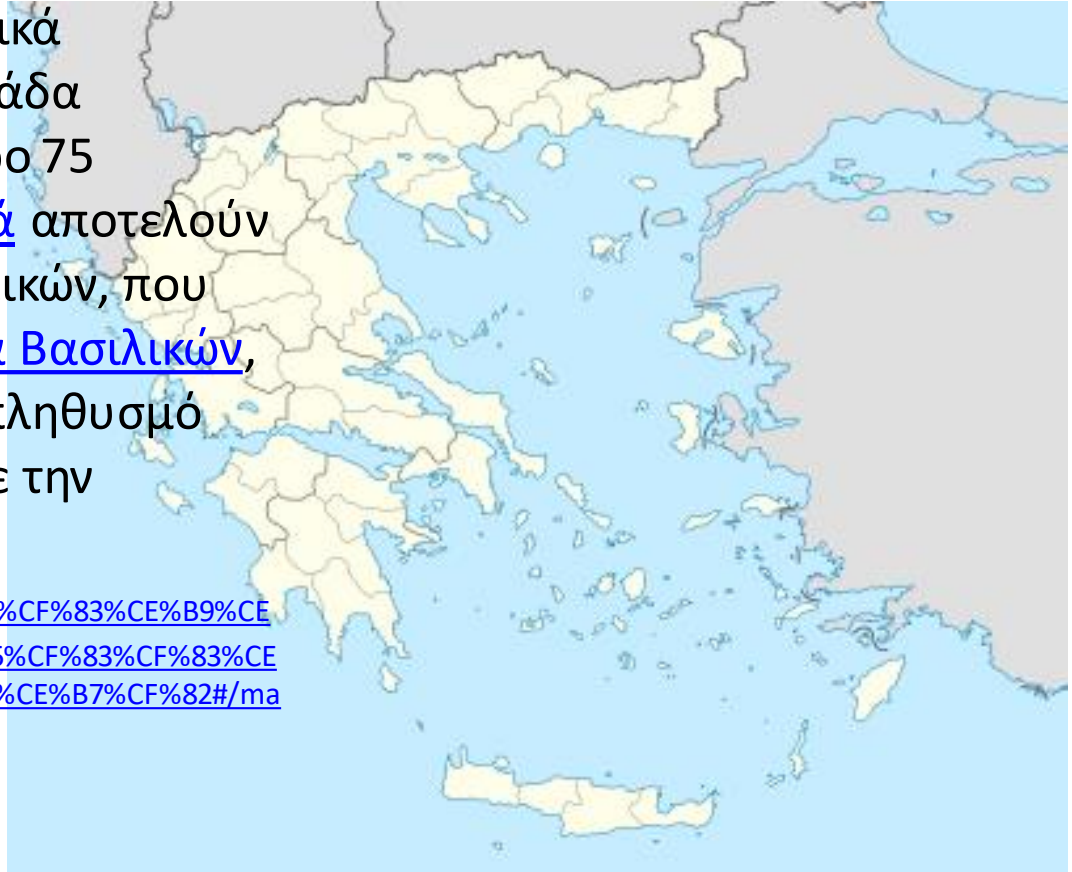 ικά
άδα
ρο 75
ά αποτελούν
ικών, που
α Βασιλικών,
πληθυσμό
ε την
%CF%83%CE%B9%CE
%CF%83%CF%83%CE
%CE%B7%CF%82#/ma